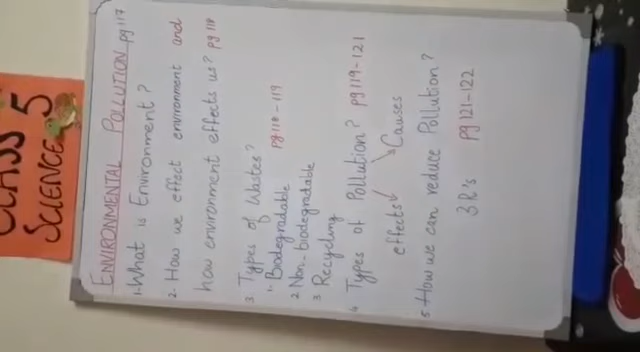 CLASS 5
SCIENCE
ENVIRONMENTAL POLLUTION pg 117
1. What is Environment?
2. How we effect environment and
how environment effects us? pg 118
3. Types of Wastes? pg 118-119
1. Biodegradable
2 Non-biodegradable
3 Recycling
4 Types of Pollution? pg 119-121
effects Causes
5 How we can reduce Pollution?
3R's pg 121-122